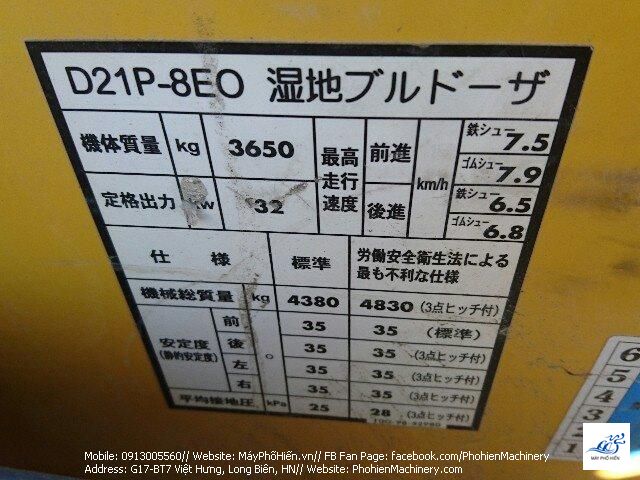 D21P-8E0 湿地ブルドーザ
機体質量 kg 3650 最高走行速度 前進 km/h 鉄シュー 7.5
ゴムシュー 7.9
定格出力 kw 32 後進 鉄シュー 6.5
ゴムシュー 6.8
仕様 標準 労働安全衛生法による最も不利な仕様
機械総質量 kg 4380 4830 (3点ヒッチ付)
安定度 (静的安定度) ° 前 35 35 (標準)
後 35 35 (3点ヒッチ付)
左 35 35 (3点ヒッチ付)
右 35 35 (3点ヒッチ付)
平均接地圧 kPa 25 28 (3点ヒッチ付)
6
5
4
3
MÁY PHỐ HIẾN
Mobile: 0913005560// Website: MáyPhốHiến.vn// FB Fan Page: facebook.com/PhohienMachinery
Address: G17-BT7 Việt Hưng, Long Biên, HN// Website: PhohienMachinery.com